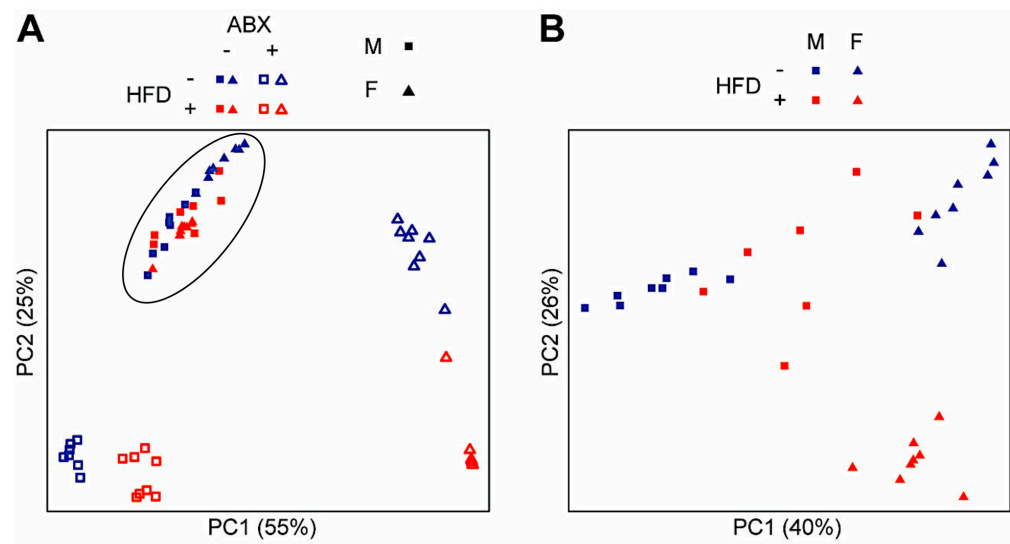 A
ABX
- +
HFD
-
+
M
F
PC2 (25%)
PC1 (55%)
B
M F
HFD
-
+
PC2 (26%)
PC1 (40%)